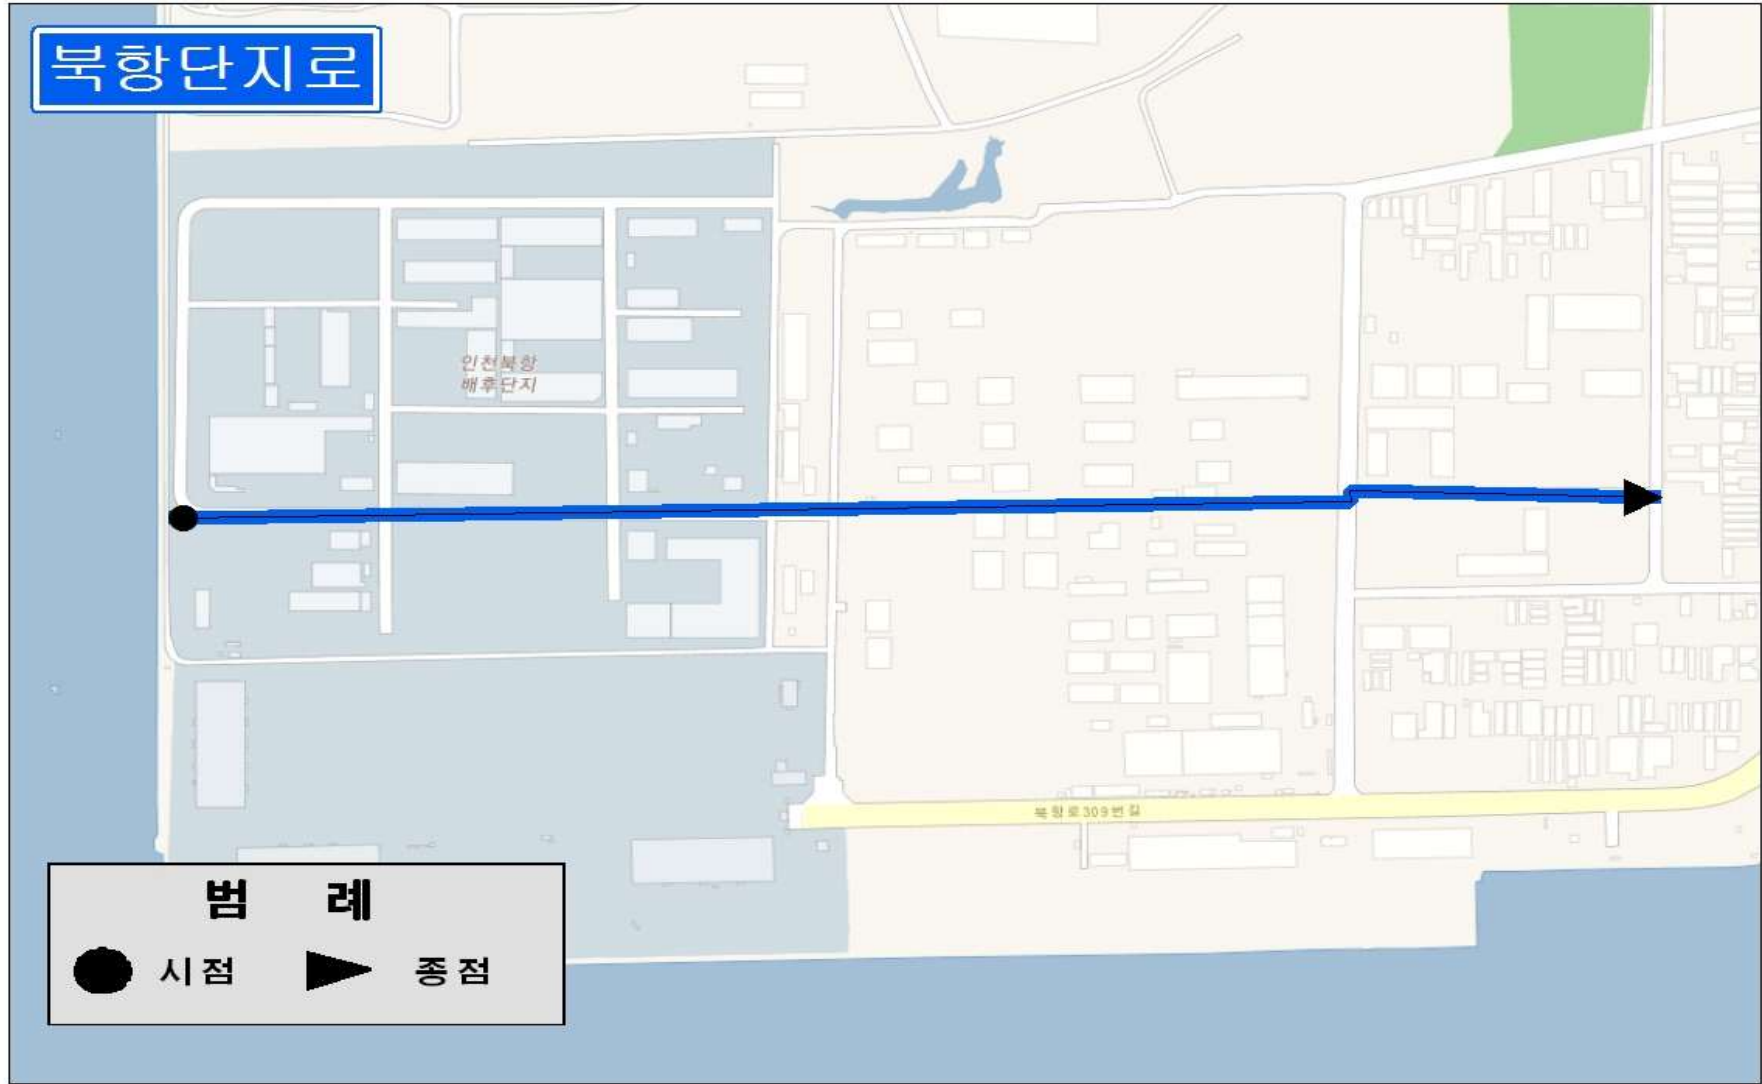 북항단지로
인천북항
배후단지
북항로309번길
범 례
시점 종점